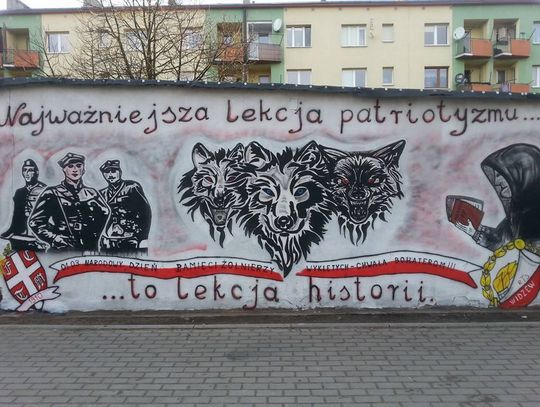 Najważniejsza lekcja patriotyzmu...
01.03 NARODOWY DZIEŃ PAMIĘCI ŻOŁNIERZY WYKLĘTYCH - CHWAŁA BOHATEROM!!!
...to lekcja historii.
WIDZEW